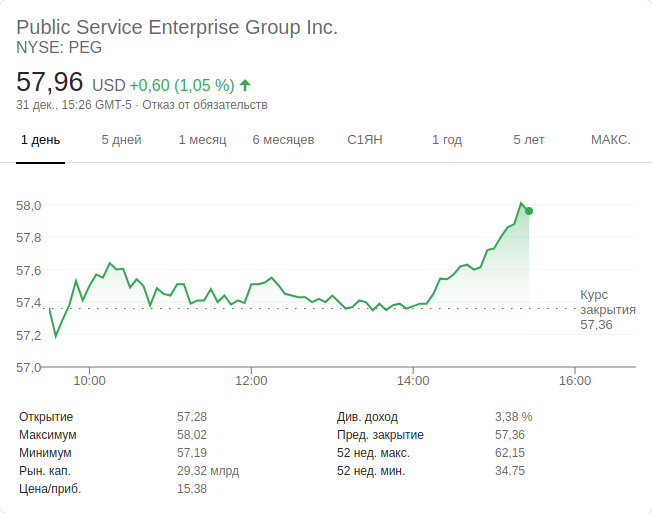 Public Service Enterprise Group Inc.
NYSE: PEG
57,96 USD +0,60 (1,05 %)
31 дек., 15:26 GMT-5 · Отказ от обязательств
1 день 5 дней 1 месяц 6 месяцев С1ЯН 1 год 5 лет МАКС.
58,0
57,8
57,6
57,4
57,2
57,0
Курс
закрытия
57,36
10:00 12:00 14:00 16:00
Открытие 57,28 Див. доход 3,38 %
Максимум 58,02 Пред. закрытие 57,36
Минимум 57,19 52 нед. макс. 62,15
Рын. кап. 29,32 млрд 52 нед. мин. 34,75
Цена/приб. 15,38